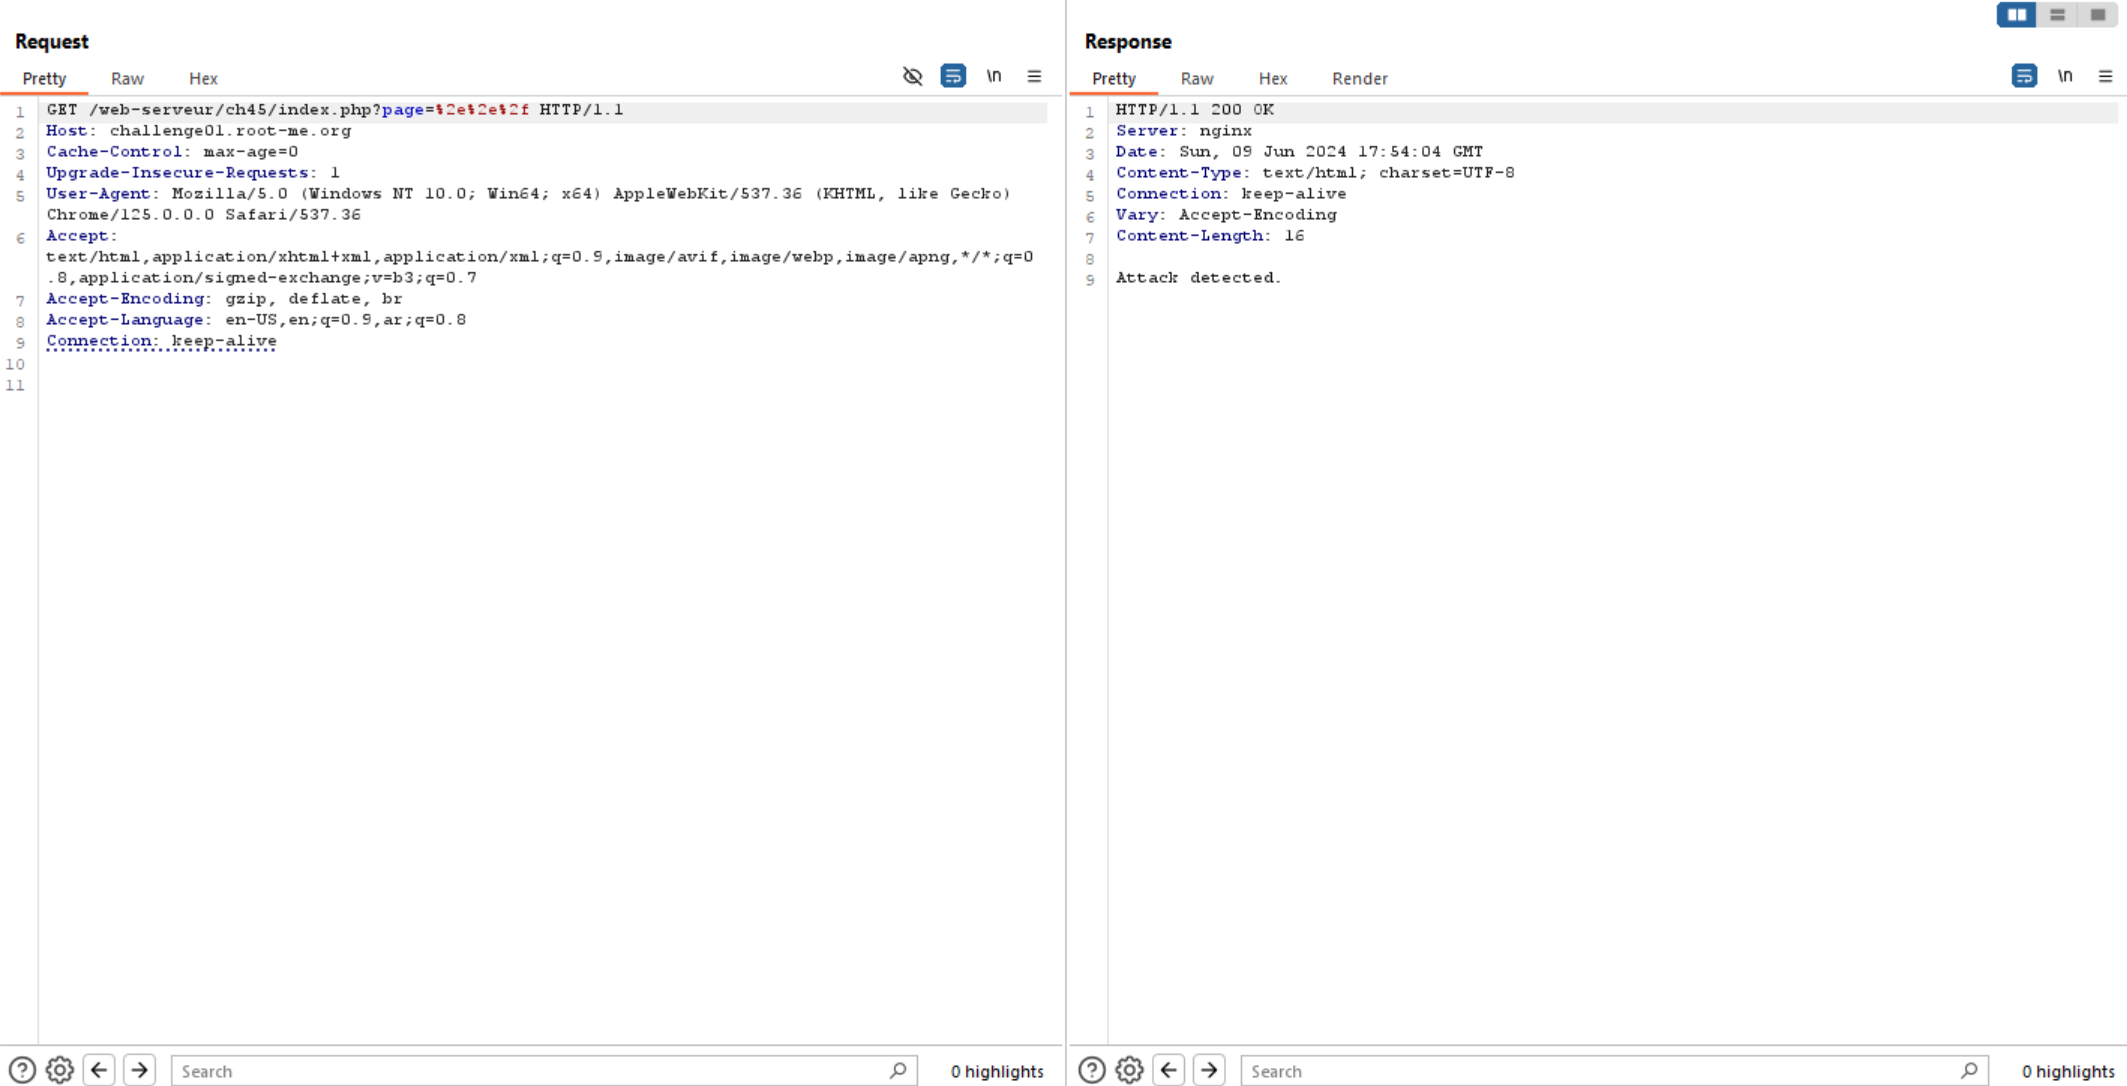 Request
Pretty Raw Hex \n
1 GET /web-serveur/ch45/index.php?page=%2e%2e%2f HTTP/1.1
2 Host: challenge01.root-me.org
3 Cache-Control: max-age=0
4 Upgrade-Insecure-Requests: 1
5 User-Agent: Mozilla/5.0 (Windows NT 10.0; Win64; x64) AppleWebKit/537.36 (KHTML, like Gecko)
Chrome/125.0.0.0 Safari/537.36
6 Accept:
text/html,application/xhtml+xml,application/xml;q=0.9,image/avif,image/webp,image/apng,*/*;q=0
.8,application/signed-exchange;v=b3;q=0.7
7 Accept-Encoding: gzip, deflate, br
8 Accept-Language: en-US,en;q=0.9,ar;q=0.8
9 Connection: keep-alive
10
11
Search 0 highlights
Response
Pretty Raw Hex Render \n
1 HTTP/1.1 200 OK
2 Server: nginx
3 Date: Sun, 09 Jun 2024 17:54:04 GMT
4 Content-Type: text/html; charset=UTF-8
5 Connection: keep-alive
6 Vary: Accept-Encoding
7 Content-Length: 16
8
9 Attack detected.
Search 0 highlights